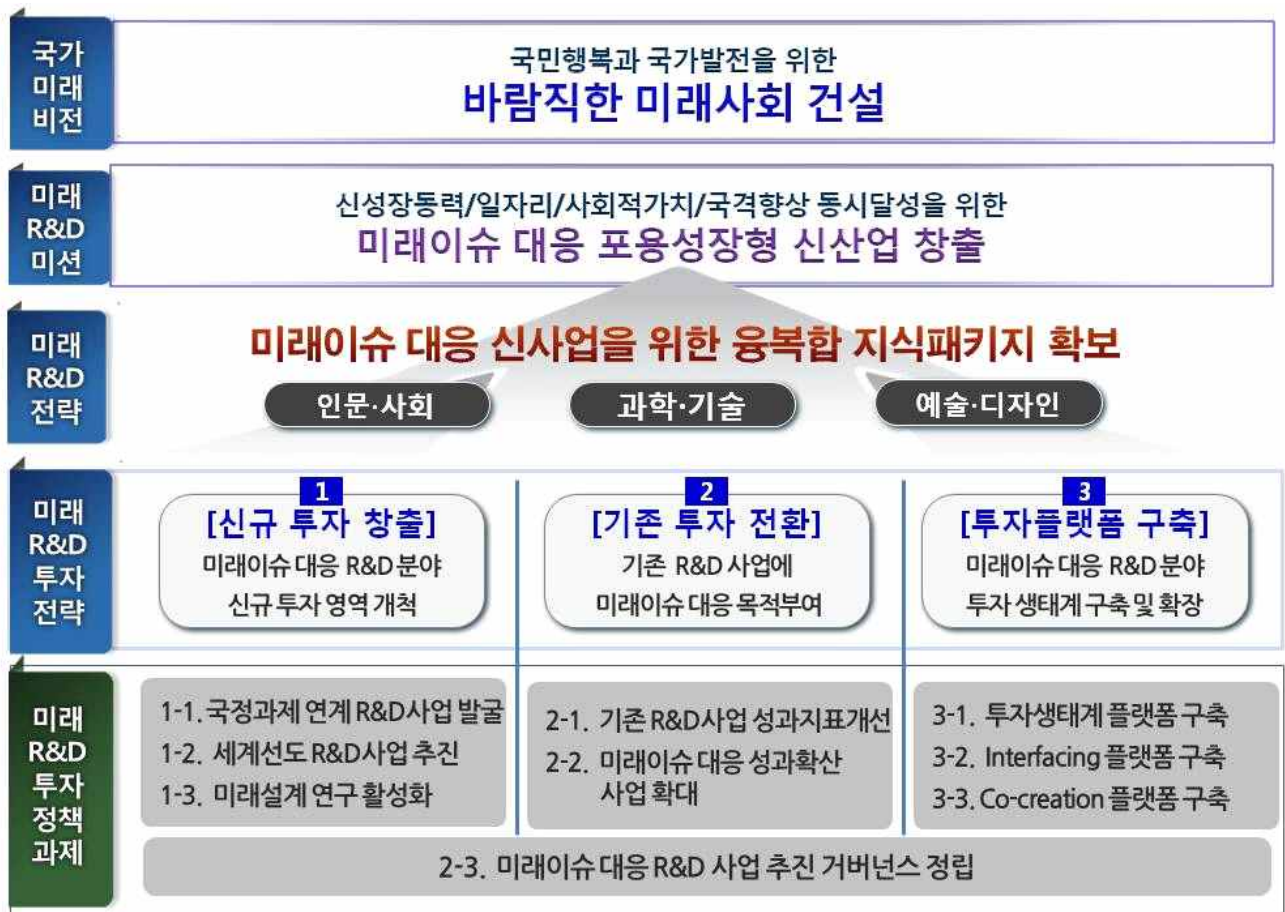 국가
미래
비전
국민행복과 국가발전을 위한
바람직한 미래사회 건설
미래
R&D
미션
신성장동력/일자리/사회적가치/국격향상 동시달성을 위한
미래이슈 대응 포용성장형 신산업 창출
미래
R&D
전략
미래이슈 대응 신사업을 위한 융복합 지식패키지 확보
인문·사회
과학·기술
예술·디자인
미래
R&D
투자
전략
1
[신규 투자 창출]
미래이슈 대응 R&D 분야
신규 투자 영역 개척
2
[기존 투자 전환]
기존 R&D 사업에
미래이슈 대응 목적부여
3
[투자플랫폼 구축]
미래이슈 대응 R&D 분야
투자 생태계 구축 및 확장
미래
R&D
투자
정책
과제
1-1. 국정과제 연계 R&D사업 발굴
1-2. 세계선도 R&D사업 추진
1-3. 미래설계 연구 활성화
2-1. 기존 R&D사업 성과지표개선
2-2. 미래이슈 대응 성과확산
사업 확대
3-1. 투자생태계 플랫폼 구축
3-2. Interfacing 플랫폼 구축
3-3. Co-creation 플랫폼 구축
2-3. 미래이슈 대응 R&D 사업 추진 거버넌스 정립